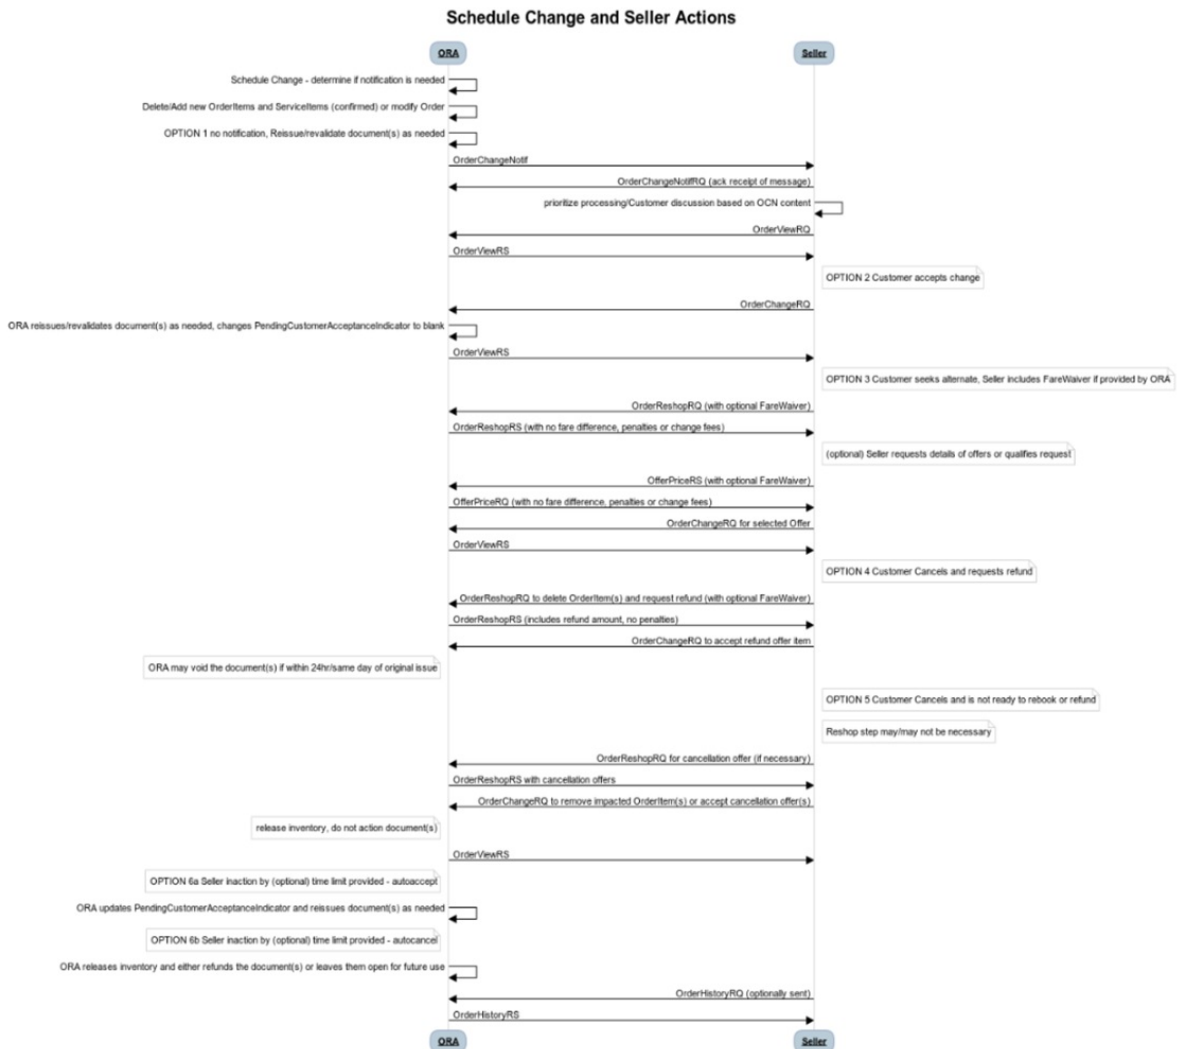 Schedule Change and Seller Actions
ORA
Seller
Schedule Change - determine if notification is needed
Delete/Add new OrderItems and ServiceItems (confirmed) or modify Order
OPTION 1 no notification, Reissue/revalidate document(s) as needed
OrderChangeNotif
OrderChangeNotifRQ (ack receipt of message)
prioritize processing/Customer discussion based on OCN content
OrderViewRQ
OrderViewRS
OPTION 2 Customer accepts change
OrderChangeRQ
ORA reissues/revalidates document(s) as needed, changes PendingCustomerAcceptanceIndicator to blank
OrderViewRS
OPTION 3 Customer seeks alternate, Seller includes FareWaiver if provided by ORA
OrderReshopRQ (with optional FareWaiver)
OrderReshopRS (with no fare difference, penalties or change fees)
(optional) Seller requests details of offers or qualifies request
OfferPriceRS (with optional FareWaiver)
OfferPriceRQ (with no fare difference, penalties or change fees)
OrderChangeRQ for selected Offer
OrderViewRS
OPTION 4 Customer Cancels and requests refund
OrderReshopRQ to delete OrderItem(s) and request refund (with optional FareWaiver)
OrderReshopRS (includes refund amount, no penalties)
OrderChangeRQ to accept refund offer item
ORA may void the document(s) if within 24hr/same day of original issue
OPTION 5 Customer Cancels and is not ready to rebook or refund
Reshop step may/may not be necessary
OrderReshopRQ for cancellation offer (if necessary)
OrderReshopRS with cancellation offers
OrderChangeRQ to remove impacted OrderItem(s) or accept cancellation offer(s)
release inventory, do not action document(s)
OrderViewRS
OPTION 6a Seller inaction by (optional) time limit provided - autoaccept
ORA updates PendingCustomerAcceptanceIndicator and reissues document(s) as needed
OPTION 6b Seller inaction by (optional) time limit provided - autocancel
ORA releases inventory and either refunds the document(s) or leaves them open for future use
OrderHistoryRQ (optionally sent)
OrderHistoryRS
ORA
Seller